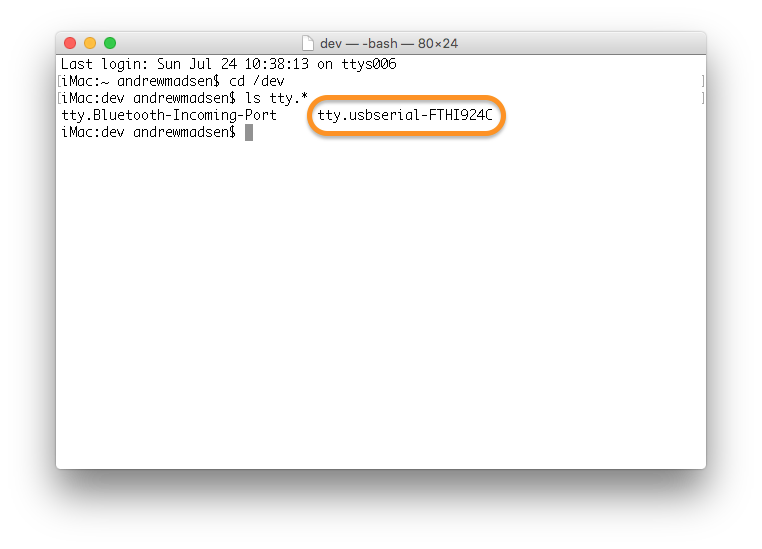 dev — -bash — 80×24
Last login: Sun Jul 24 10:38:13 on ttys006
[iMac:~ andrewmadsen$ cd /dev ]
[iMac:dev andrewmadsen$ ls tty.* ]
tty.Bluetooth-Incoming-Port tty.usbserial-FTHI924C
iMac:dev andrewmadsen$